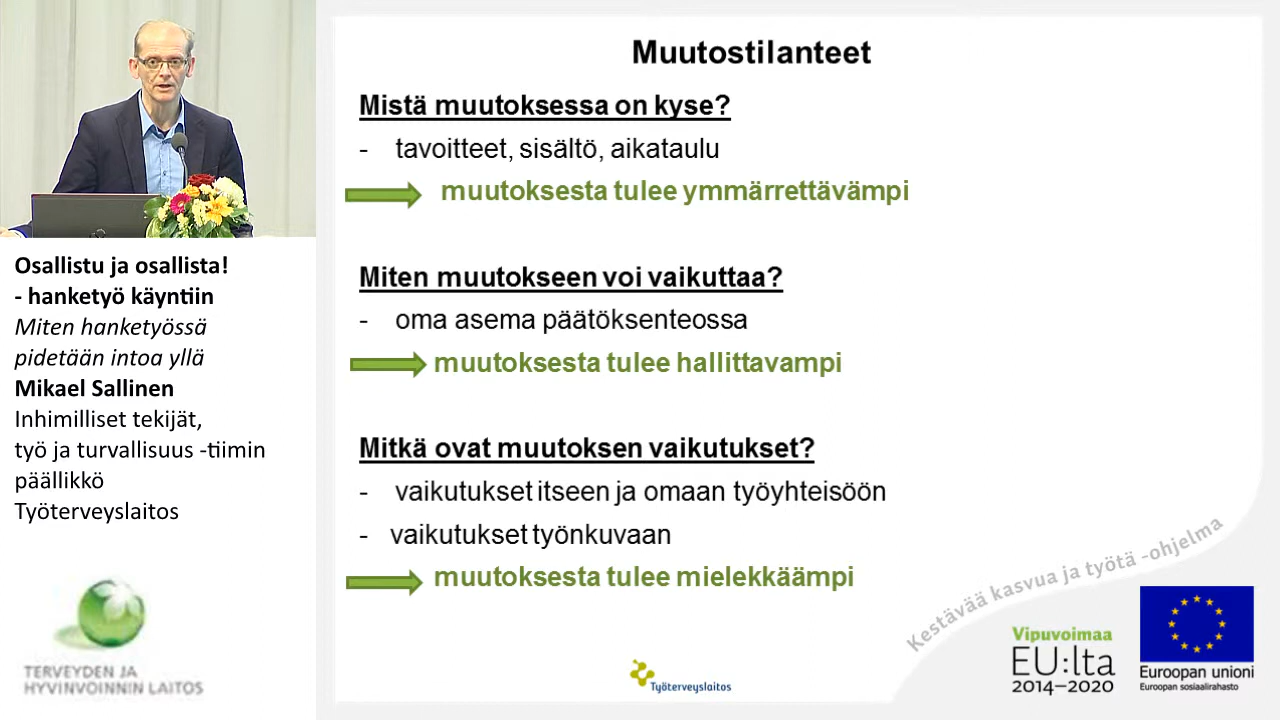 Osallistu ja osallista!
- hanketyö käyntiin
Miten hanketyössä
pidetään intoa yllä
Mikael Sallinen
Inhimilliset tekijät,
työ ja turvallisuus -tiimin
päällikkö
Työterveyslaitos
TERVEYDEN JA
HYVINVOINNIN LAITOS
Muutostilanteet
Mistä muutoksessa on kyse?
- tavoitteet, sisältö, aikataulu
muutoksesta tulee ymmärrettävämpi
Miten muutokseen voi vaikuttaa?
- oma asema päätöksenteossa
muutoksesta tulee hallittavampi
Mitkä ovat muutoksen vaikutukset?
- vaikutukset itseen ja omaan työyhteisöön
- vaikutukset työnkuvaan
muutoksesta tulee mielekkäämpi
Työterveyslaitos
Kestävää kasvua ja työtä -ohjelma
Vipuvoimaa
EU:lta
2014–2020
Euroopan unioni
Euroopan sosiaalirahasto